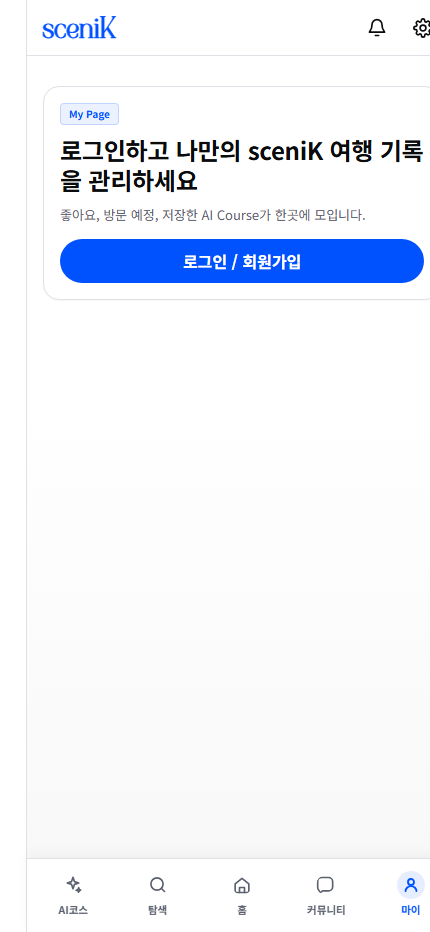 sceniK
My Page
로그인하고 나만의 sceniK 여행 기록
을 관리하세요
좋아요, 방문 예정, 저장한 AI Course가 한곳에 모입니다.
로그인 / 회원가입
AI코스
탐색
홈
커뮤니티
마이